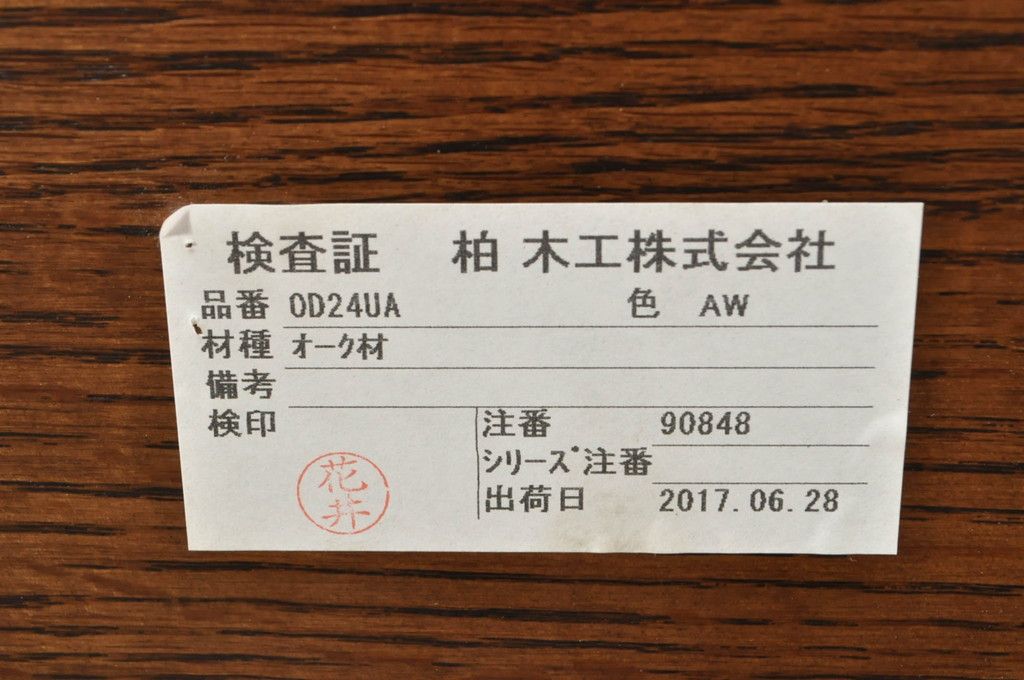 検査証 柏木工株式会社
品番 OD24UA 色 AW
材種 ｵｰｸ材
備考
検印 注番 90848
ｼﾘｰｽﾞ注番
出荷日 2017.06.28
花井